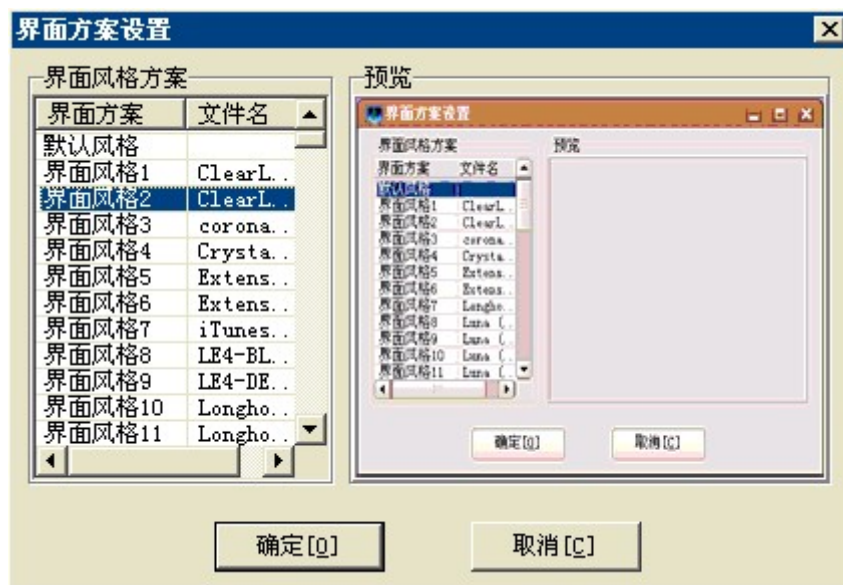 界面方案设置
界面风格方案
界面方案 文件名
默认风格
界面风格1 ClearL..
界面风格2 ClearL..
界面风格3 corona..
界面风格4 Crysta..
界面风格5 Extens..
界面风格6 Extens..
界面风格7 iTunes..
界面风格8 LE4-BL..
界面风格9 LE4-DE..
界面风格10 Longho..
界面风格11 Longho..
预览
界面方案设置
界面风格方案
界面方案 文件名
默认风格
界面风格1 ClearL..
界面风格2 ClearL..
界面风格3 corona..
界面风格4 Crysta..
界面风格5 Extens..
界面风格6 Extens..
界面风格7 Longho..
界面风格8 Luna (..
界面风格9 Luna (..
界面风格10 Luna (..
界面风格11 Luna (..
预览
确定[O] 取消[C]
确定[O] 取消[C]